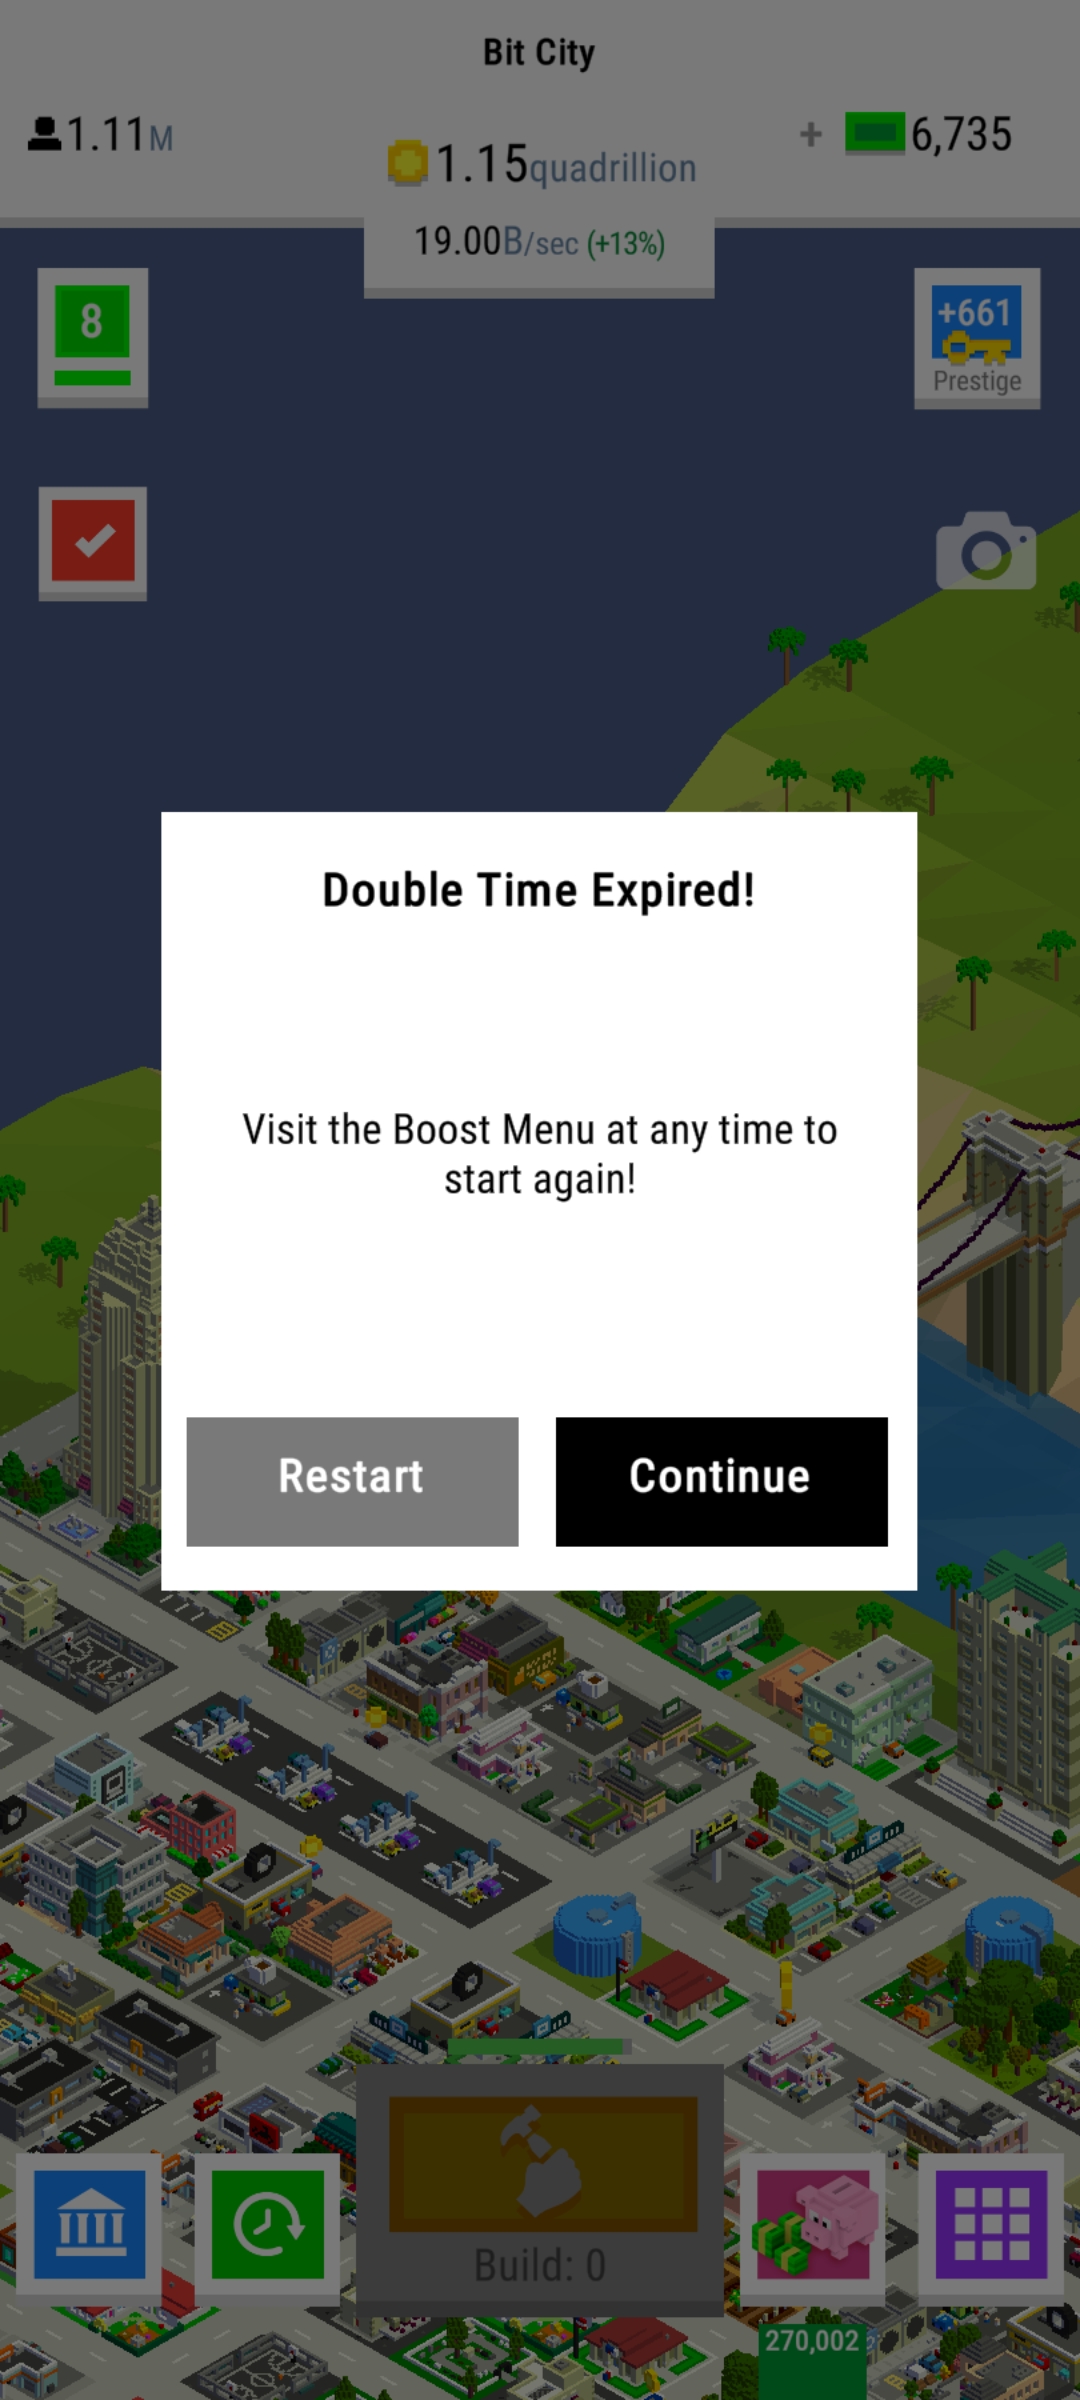 Bit City
1.11M
1.15quadrillion
+ 6,735
19.00B/sec (+13%)
8
+661
Prestige
Double Time Expired!
Visit the Boost Menu at any time to
start again!
Restart
Continue
Build: 0
270,002